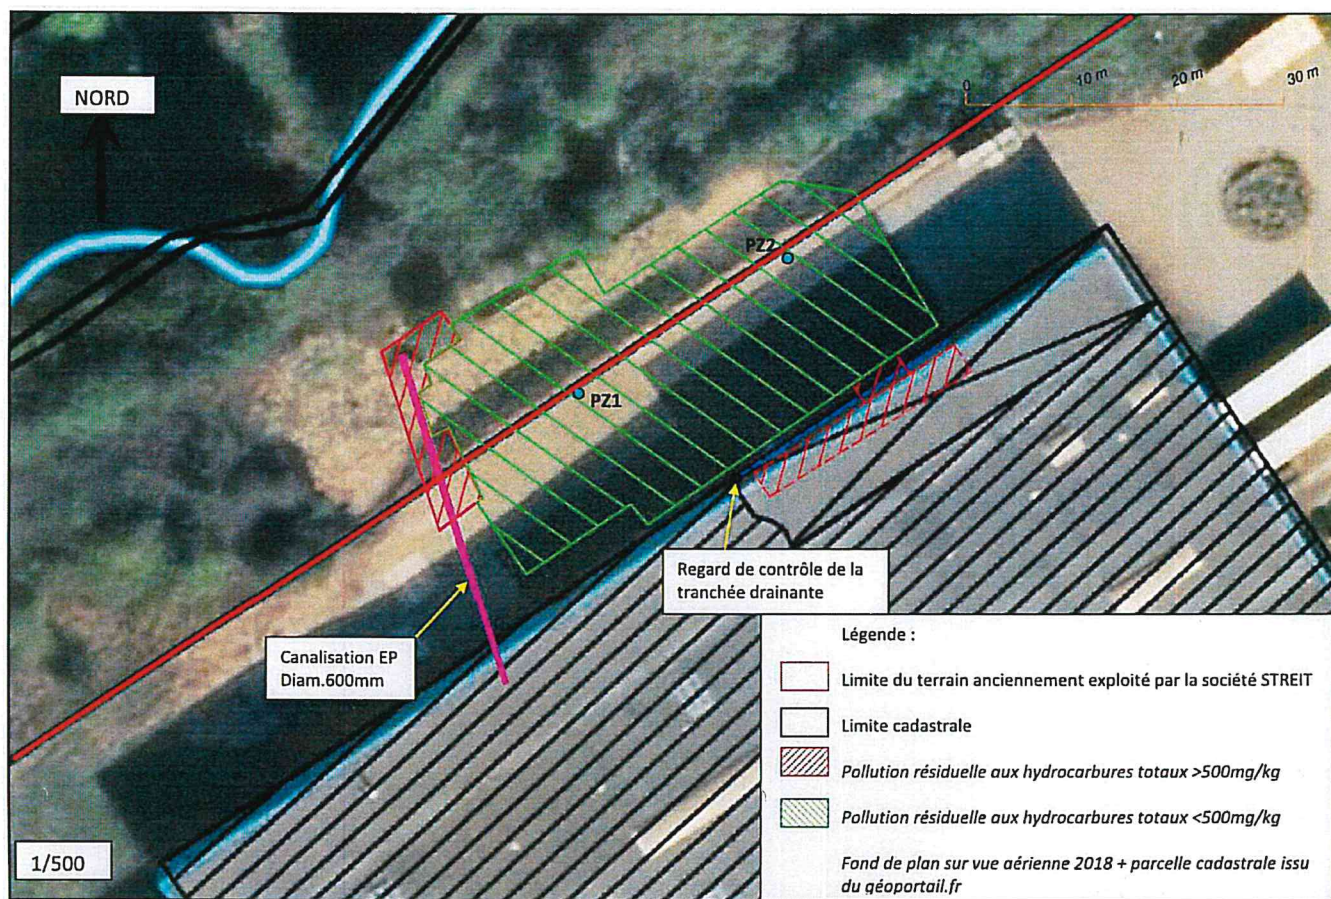 NORD
0
10 m
20 m
30 m
PZ2
PZ1
Regard de contrôle de la
tranchée drainante
Canalisation EP
Diam.600mm
1/500
Légende :
Limite du terrain anciennement exploité par la société STREIT
Limite cadastrale
Pollution résiduelle aux hydrocarbures totaux >500mg/kg
Pollution résiduelle aux hydrocarbures totaux <500mg/kg
Fond de plan sur vue aérienne 2018 + parcelle cadastrale issu
du géoportail.fr